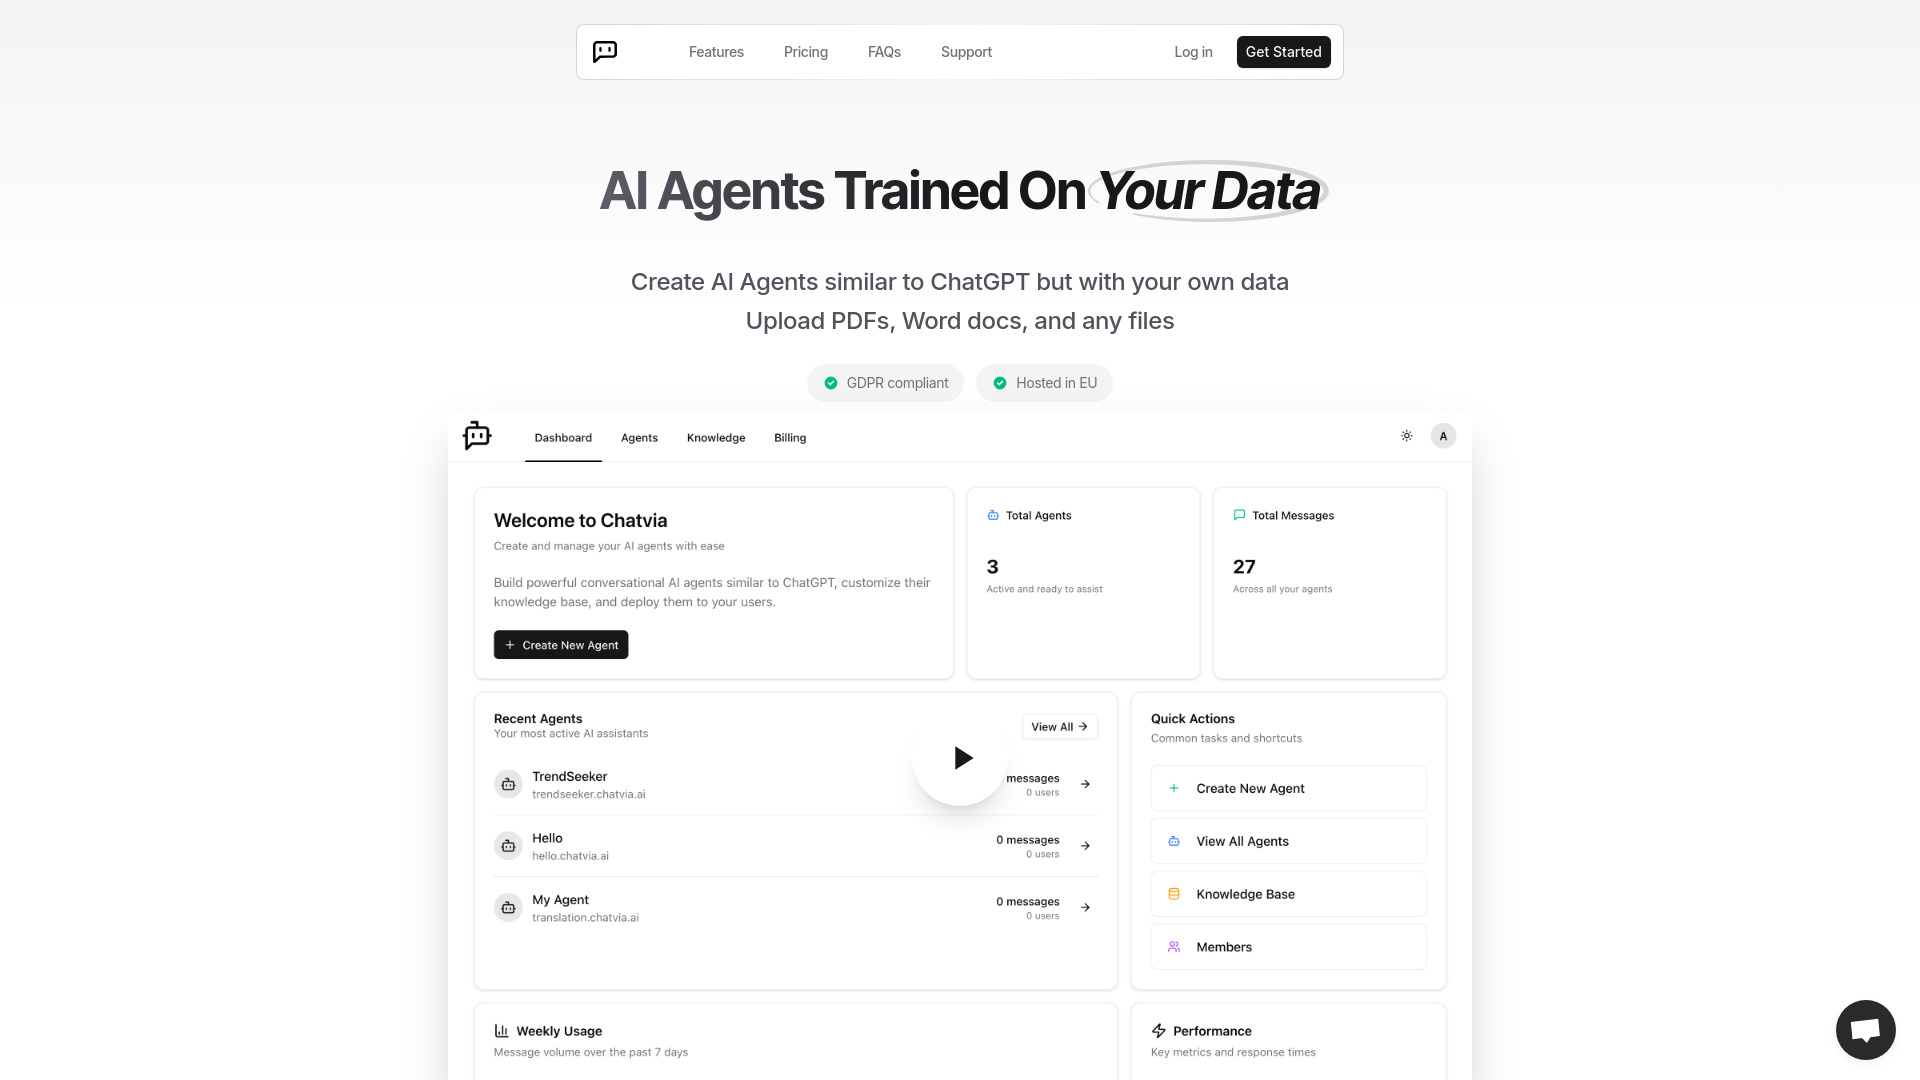 Features
Pricing
FAQs
Support
Log in
Get Started
AI Agents Trained On Your Data
Create AI Agents similar to ChatGPT but with your own data
Upload PDFs, Word docs, and any files
GDPR compliant
Hosted in EU
Dashboard
Agents
Knowledge
Billing
A
Welcome to Chatvia
Create and manage your AI agents with ease
Build powerful conversational AI agents similar to ChatGPT, customize their
knowledge base, and deploy them to your users.
Create New Agent
Total Agents
3
Active and ready to assist
Total Messages
27
Across all your agents
Recent Agents
Your most active AI assistants
View All
TrendSeeker
trendseeker.chatvia.ai
messages
0 users
Hello
hello.chatvia.ai
0 messages
0 users
My Agent
translation.chatvia.ai
0 messages
0 users
Quick Actions
Common tasks and shortcuts
Create New Agent
View All Agents
Knowledge Base
Members
Weekly Usage
Message volume over the past 7 days
Performance
Key metrics and response times